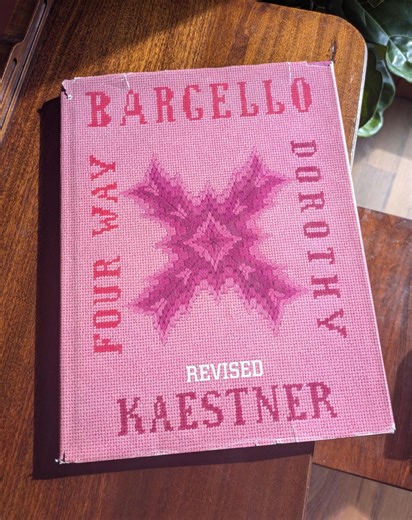 FOUR WAY
BARGELLO
DOROTHY
REVISED
KAESTNER